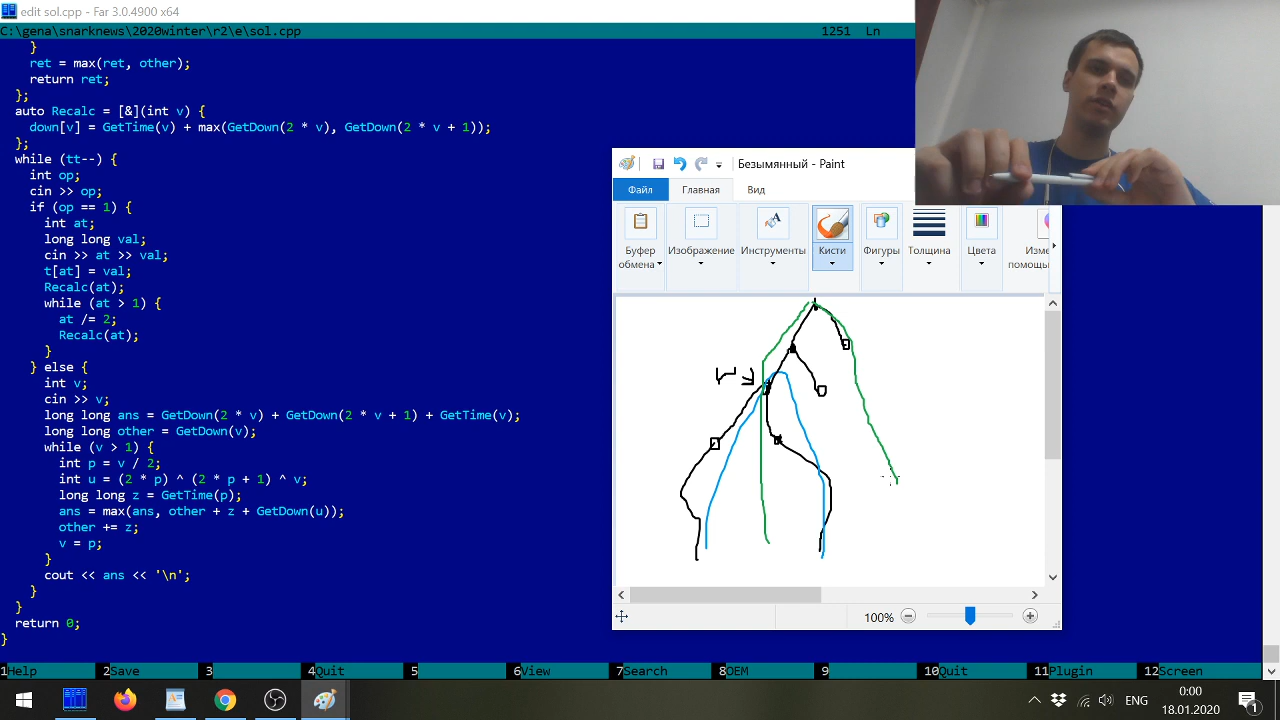 edit sol.cpp - Far 3.0.4900 x64
C:\gena\snarknews\2020winter\r2\e\sol.cpp 1251 Ln
}
ret = max(ret, other);
return ret;
};
auto Recalc = [&](int v) {
down[v] = GetTime(v) + max(GetDown(2 * v), GetDown(2 * v + 1));
};
while (tt--) {
int op;
cin >> op;
if (op == 1) {
int at;
long long val;
cin >> at >> val;
t[at] = val;
Recalc(at);
while (at > 1) {
at /= 2;
Recalc(at);
}
} else {
int v;
cin >> v;
long long ans = GetDown(2 * v) + GetDown(2 * v + 1) + GetTime(v);
long long other = GetDown(v);
while (v > 1) {
int p = v / 2;
int u = (2 * p) ^ (2 * p + 1) ^ v;
long long z = GetTime(p);
ans = max(ans, other + z + GetDown(u));
other += z;
v = p;
}
cout << ans << '\n';
}
}
return 0;
}
Безымянный - Paint
Файл Главная Вид
Буфер обмена
Изображение
Инструменты
Кисти
Фигуры
Толщина
Цвета
Изме
помощь
100%
1Help 2Save 3 4Quit 5 6View 7Search 8OEM 9 10Quit 11Plugin 12Screen
ENG
0:00
18.01.2020
1